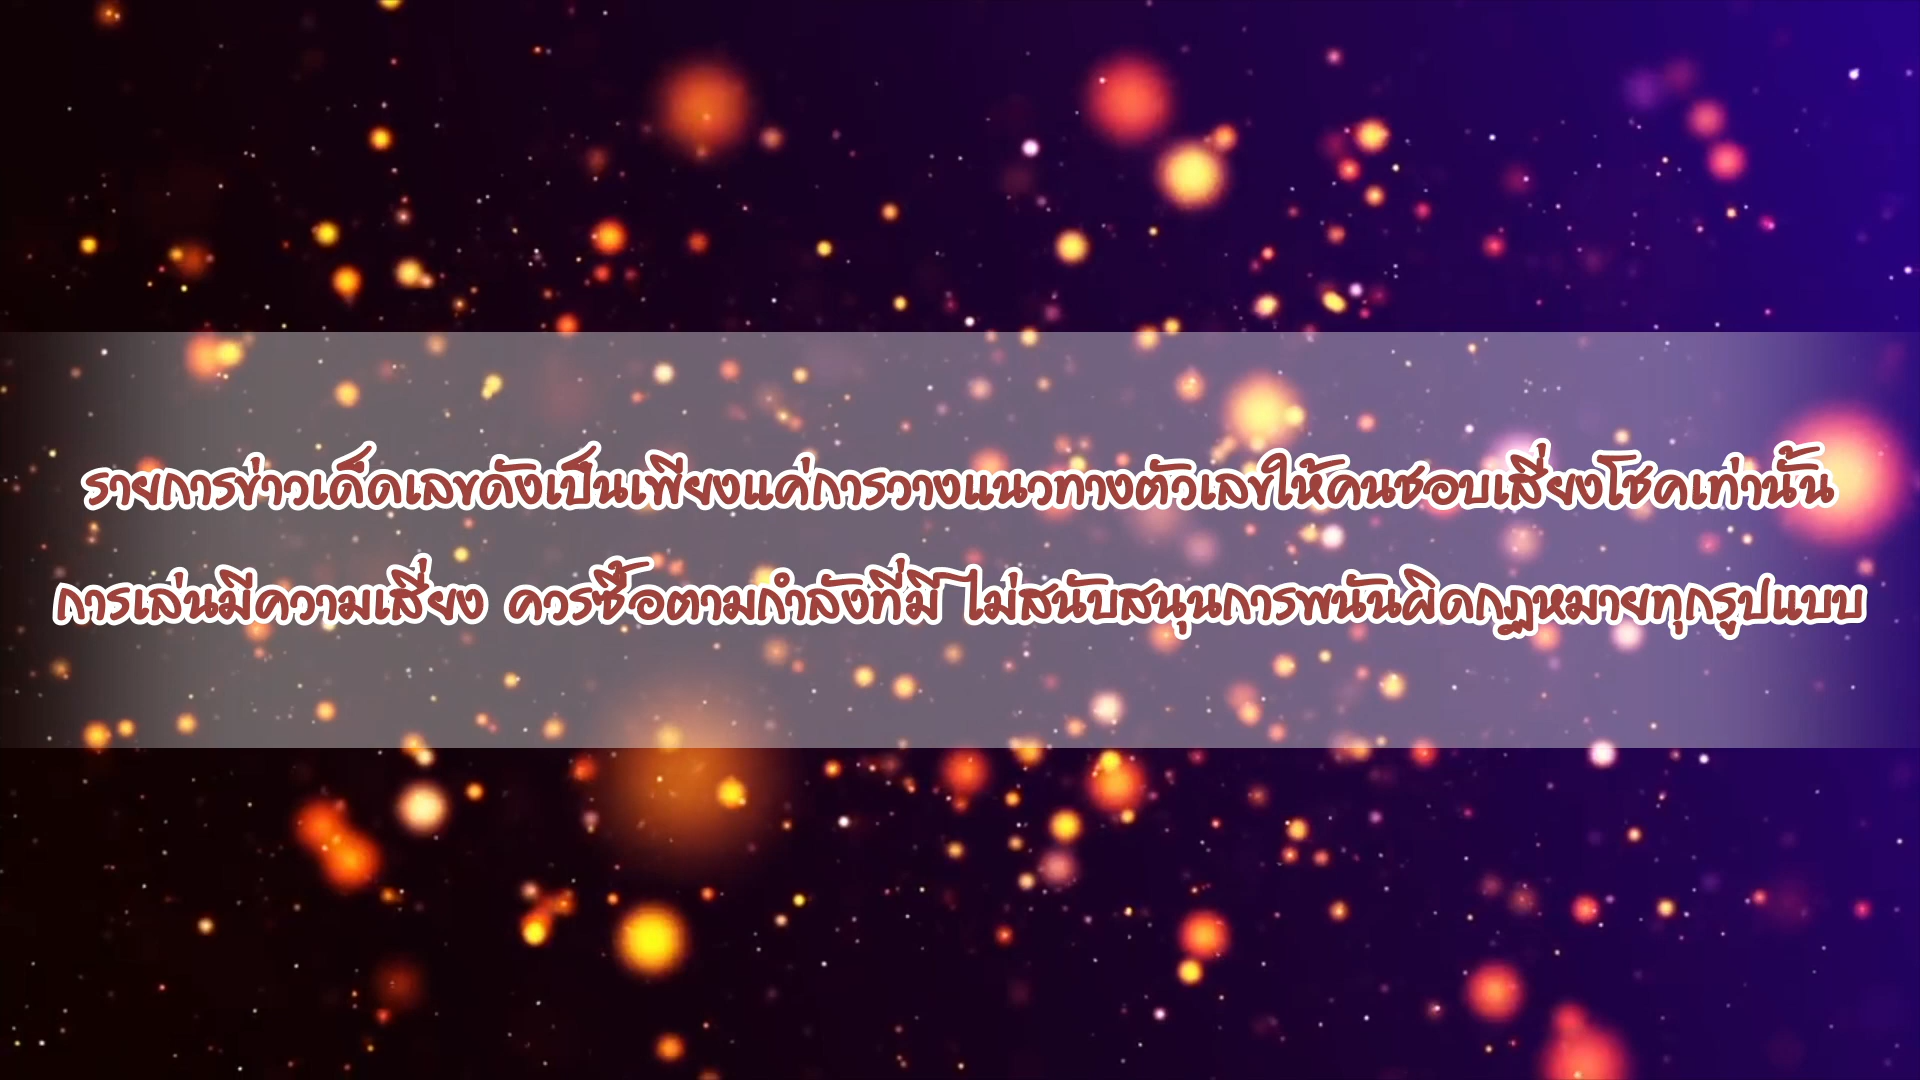 รายการข่าวเด็ดเลขดังเป็นเพียงแค่การวางแนวทางตัวเลขให้คนชอบเสี่ยงโชคเท่านั้น
การเล่นมีความเสี่ยง ควรซื้อตามกำลังที่มี ไม่สนับสนุนการพนันผิดกฎหมายทุกรูปแบบ